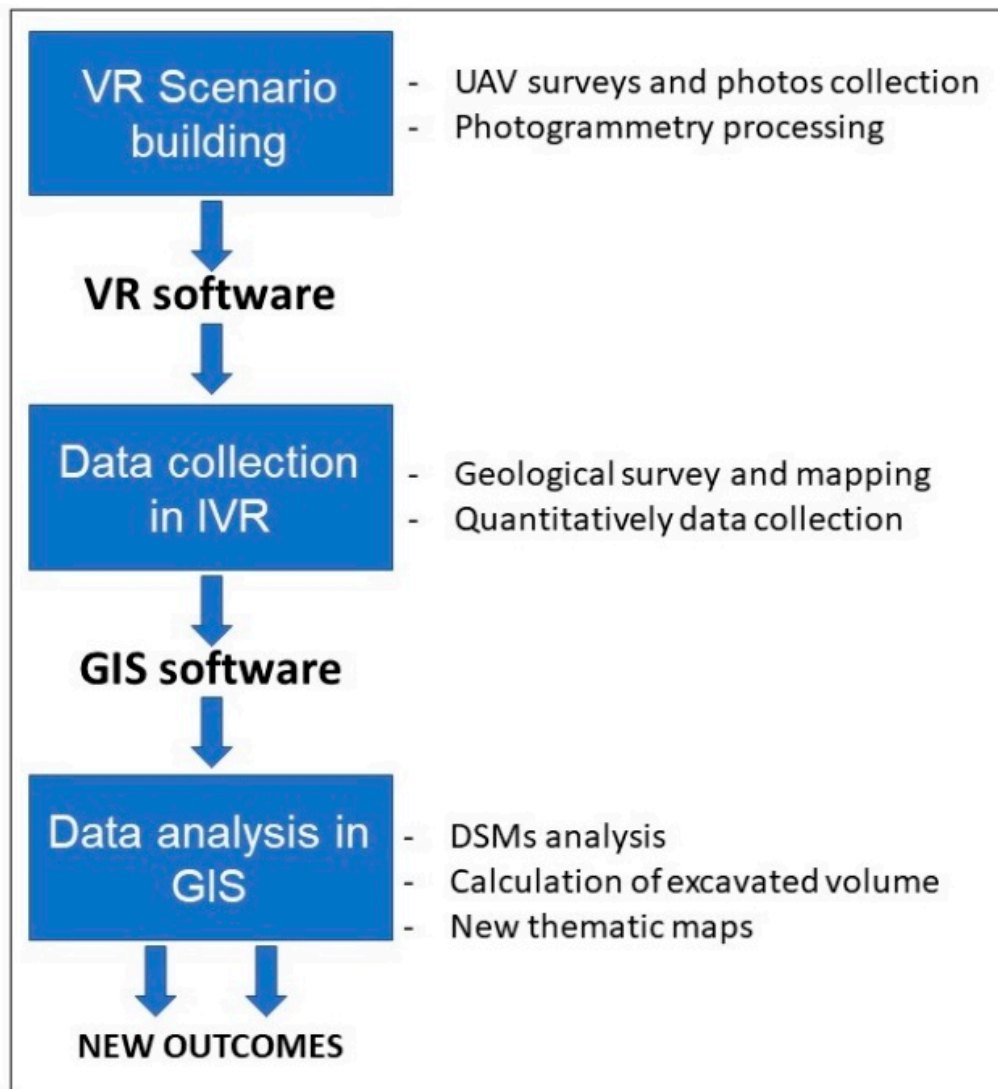 VR Scenario
building
- UAV surveys and photos collection
- Photogrammetry processing
VR software
Data collection
in IVR
- Geological survey and mapping
- Quantitatively data collection
GIS software
Data analysis in
GIS
- DSMs analysis
- Calculation of excavated volume
- New thematic maps
NEW OUTCOMES